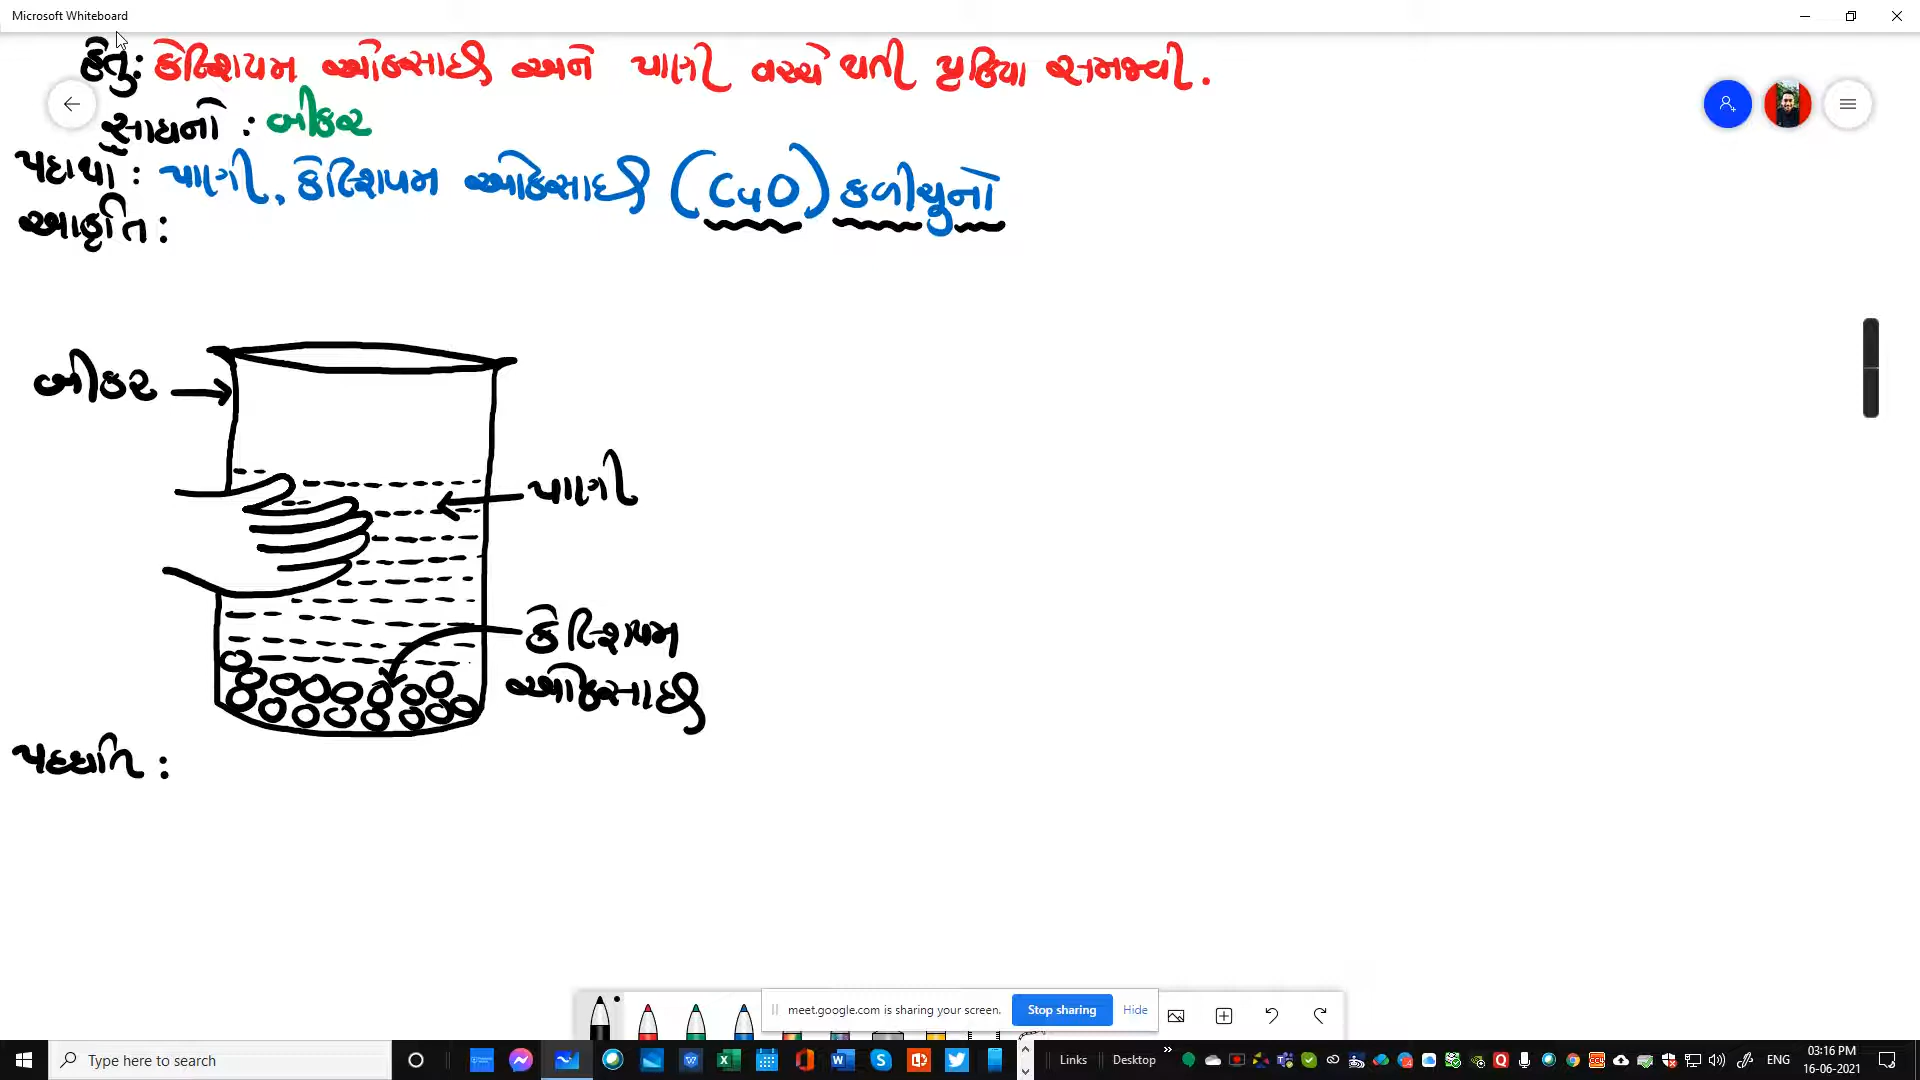 Microsoft Whiteboard
હેતુ: કેલ્શિયમ ઓક્સાઈડ અને પાણી વચ્ચે થતી પ્રક્રિયા સમજવી.
સાધનો : બીકર
પદાર્થો : પાણી, કેલ્શિયમ ઓક્સાઈડ (CaO) કળીચુનો
આકૃતિ :
બીકર
પાણી
કેલ્શિયમ
ઓક્સાઈડ
પદ્ધતિ :
meet.google.com is sharing your screen.
Stop sharing
Hide
Type here to search
Links
Desktop
ENG
03:16 PM
16-06-2021